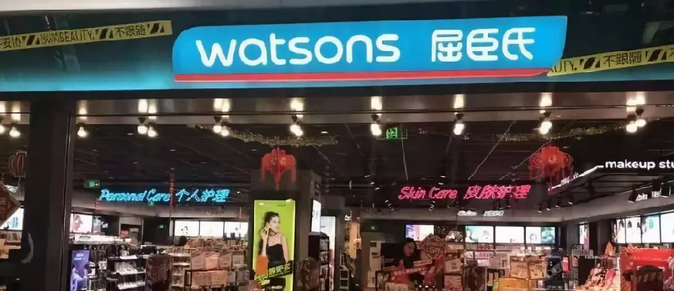 不跟随
watsons 屈臣氏
不跟随
Personal Care 个人护理
Skin Care 皮肤护理
makeup stu